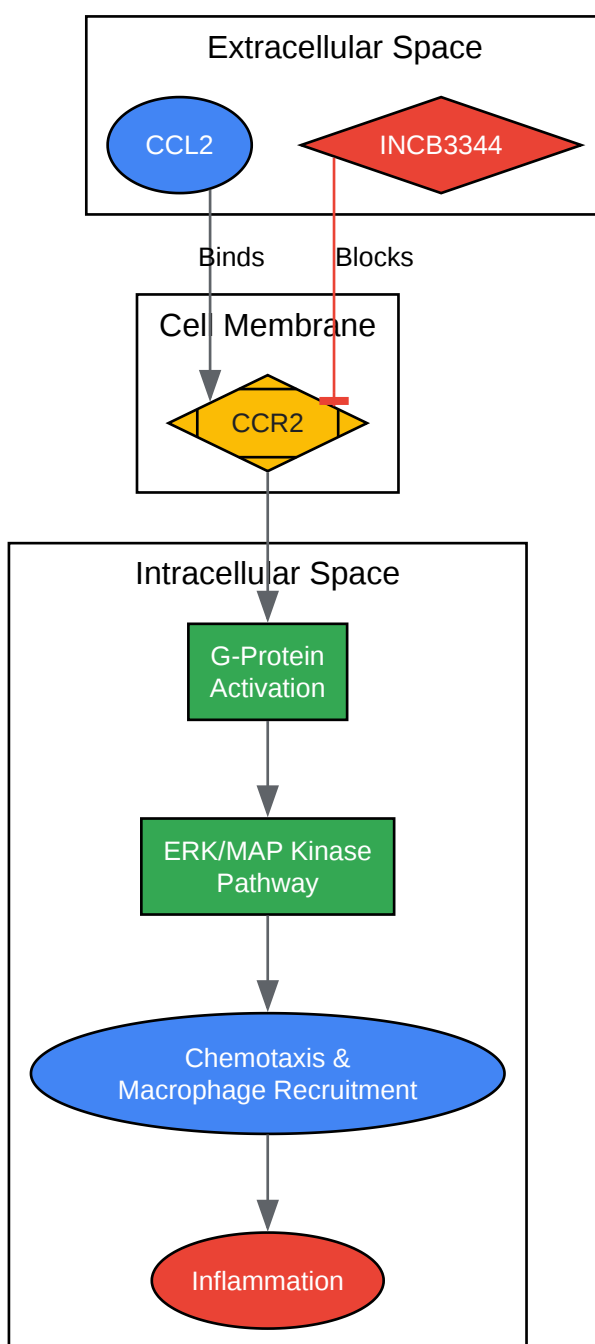 Extracellular Space
CCL2
INCB3344
Binds
Blocks
Cell Membrane
CCR2
Intracellular Space
G-Protein
Activation
ERK/MAP Kinase
Pathway
Chemotaxis &
Macrophage Recruitment
Inflammation